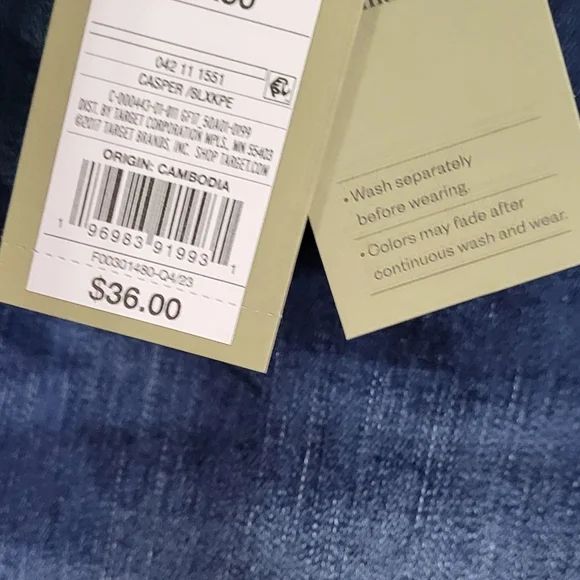 042 11 1551
CASPER /BLXKPE
C-000443-01-011 GF17_50A01-0199
DIST. BY TARGET CORPORATION MPLS, MN 55403
©2017 TARGET BRANDS, INC. SHOP TARGET.COM
ORIGIN: CAMBODIA
1 96983 91993 1
F00301480-Q4/23
$36.00
• Wash separately
before wearing.
• Colors may fade after
continuous wash and wear.